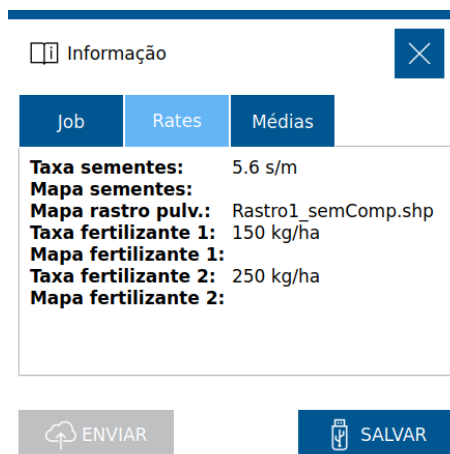 Informação
Job Rates Médias
Taxa sementes: 5.6 s/m
Mapa sementes:
Mapa rastro pulv.: Rastro1_semComp.shp
Taxa fertilizante 1: 150 kg/ha
Mapa fertilizante 1:
Taxa fertilizante 2: 250 kg/ha
Mapa fertilizante 2:
ENVIAR SALVAR